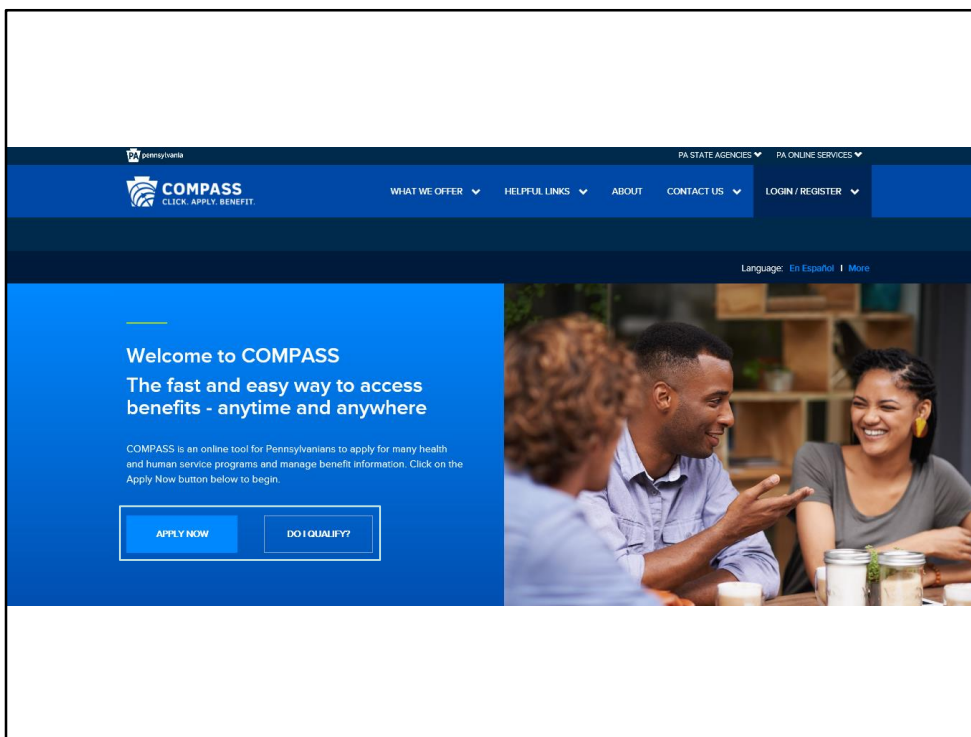 PA pennsylvania
PA STATE AGENCIES PA ONLINE SERVICES
COMPASS
CLICK. APPLY. BENEFIT.
WHAT WE OFFER HELPFUL LINKS ABOUT CONTACT US LOGIN / REGISTER
Language: En Español | More
Welcome to COMPASS
The fast and easy way to access
benefits - anytime and anywhere
COMPASS is an online tool for Pennsylvanians to apply for many health
and human service programs and manage benefit information. Click on the
Apply Now button below to begin.
APPLY NOW DO I QUALIFY?